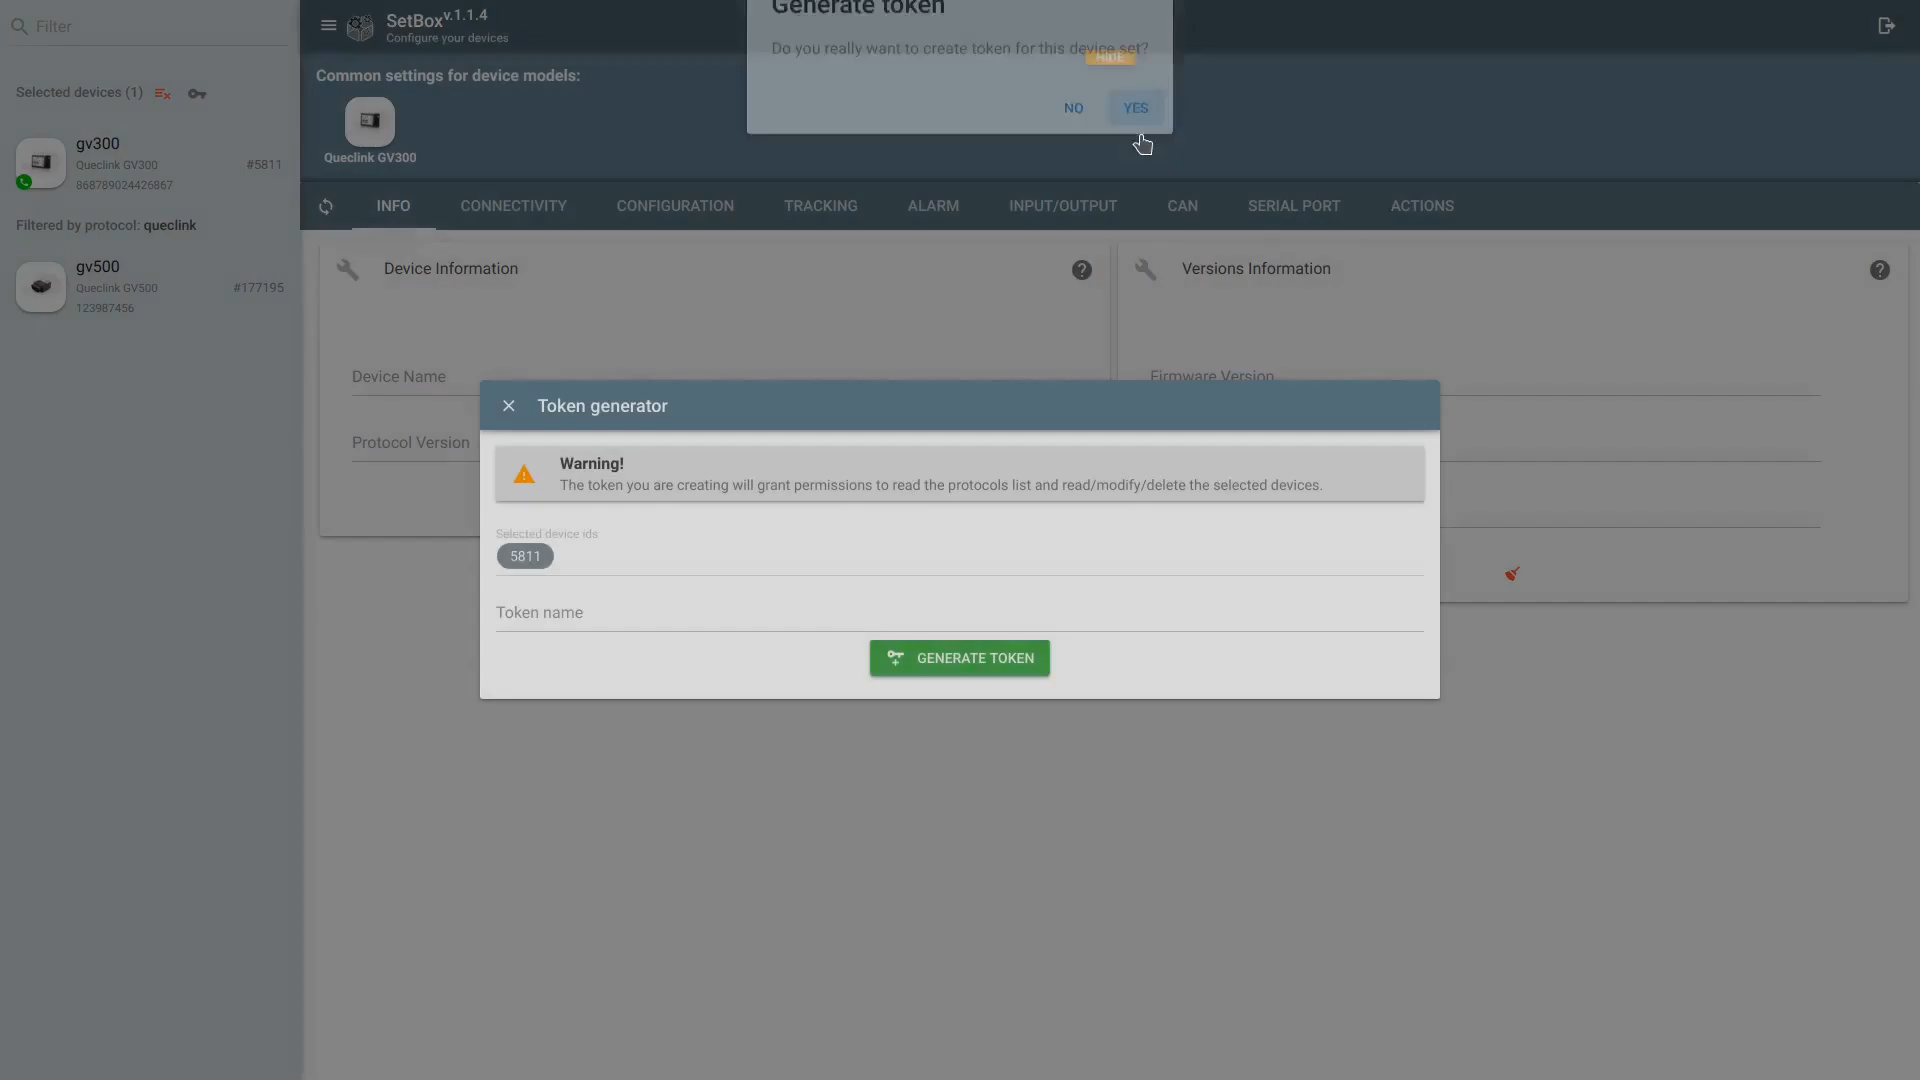 Filter
Selected devices (1)
gv300
Queclink GV300
#5811
868789024426867
Filtered by protocol: queclink
gv500
Queclink GV500
#177195
123987456
SetBox v.1.1.4
Configure your devices
Common settings for device models:
Queclink GV300
Generate token
Do you really want to create token for this device set?
HIDE
NO
YES
INFO
CONNECTIVITY
CONFIGURATION
TRACKING
ALARM
INPUT/OUTPUT
CAN
SERIAL PORT
ACTIONS
Device Information
Versions Information
Device Name
Firmware Version
Protocol Version
Token generator
Warning!
The token you are creating will grant permissions to read the protocols list and read/modify/delete the selected devices.
Selected device ids
5811
Token name
GENERATE TOKEN